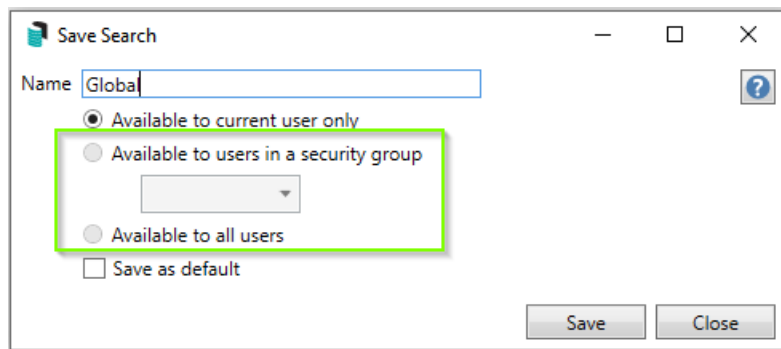 Save Search
Name Global
Available to current user only
Available to users in a security group
Available to all users
Save as default
Save Close